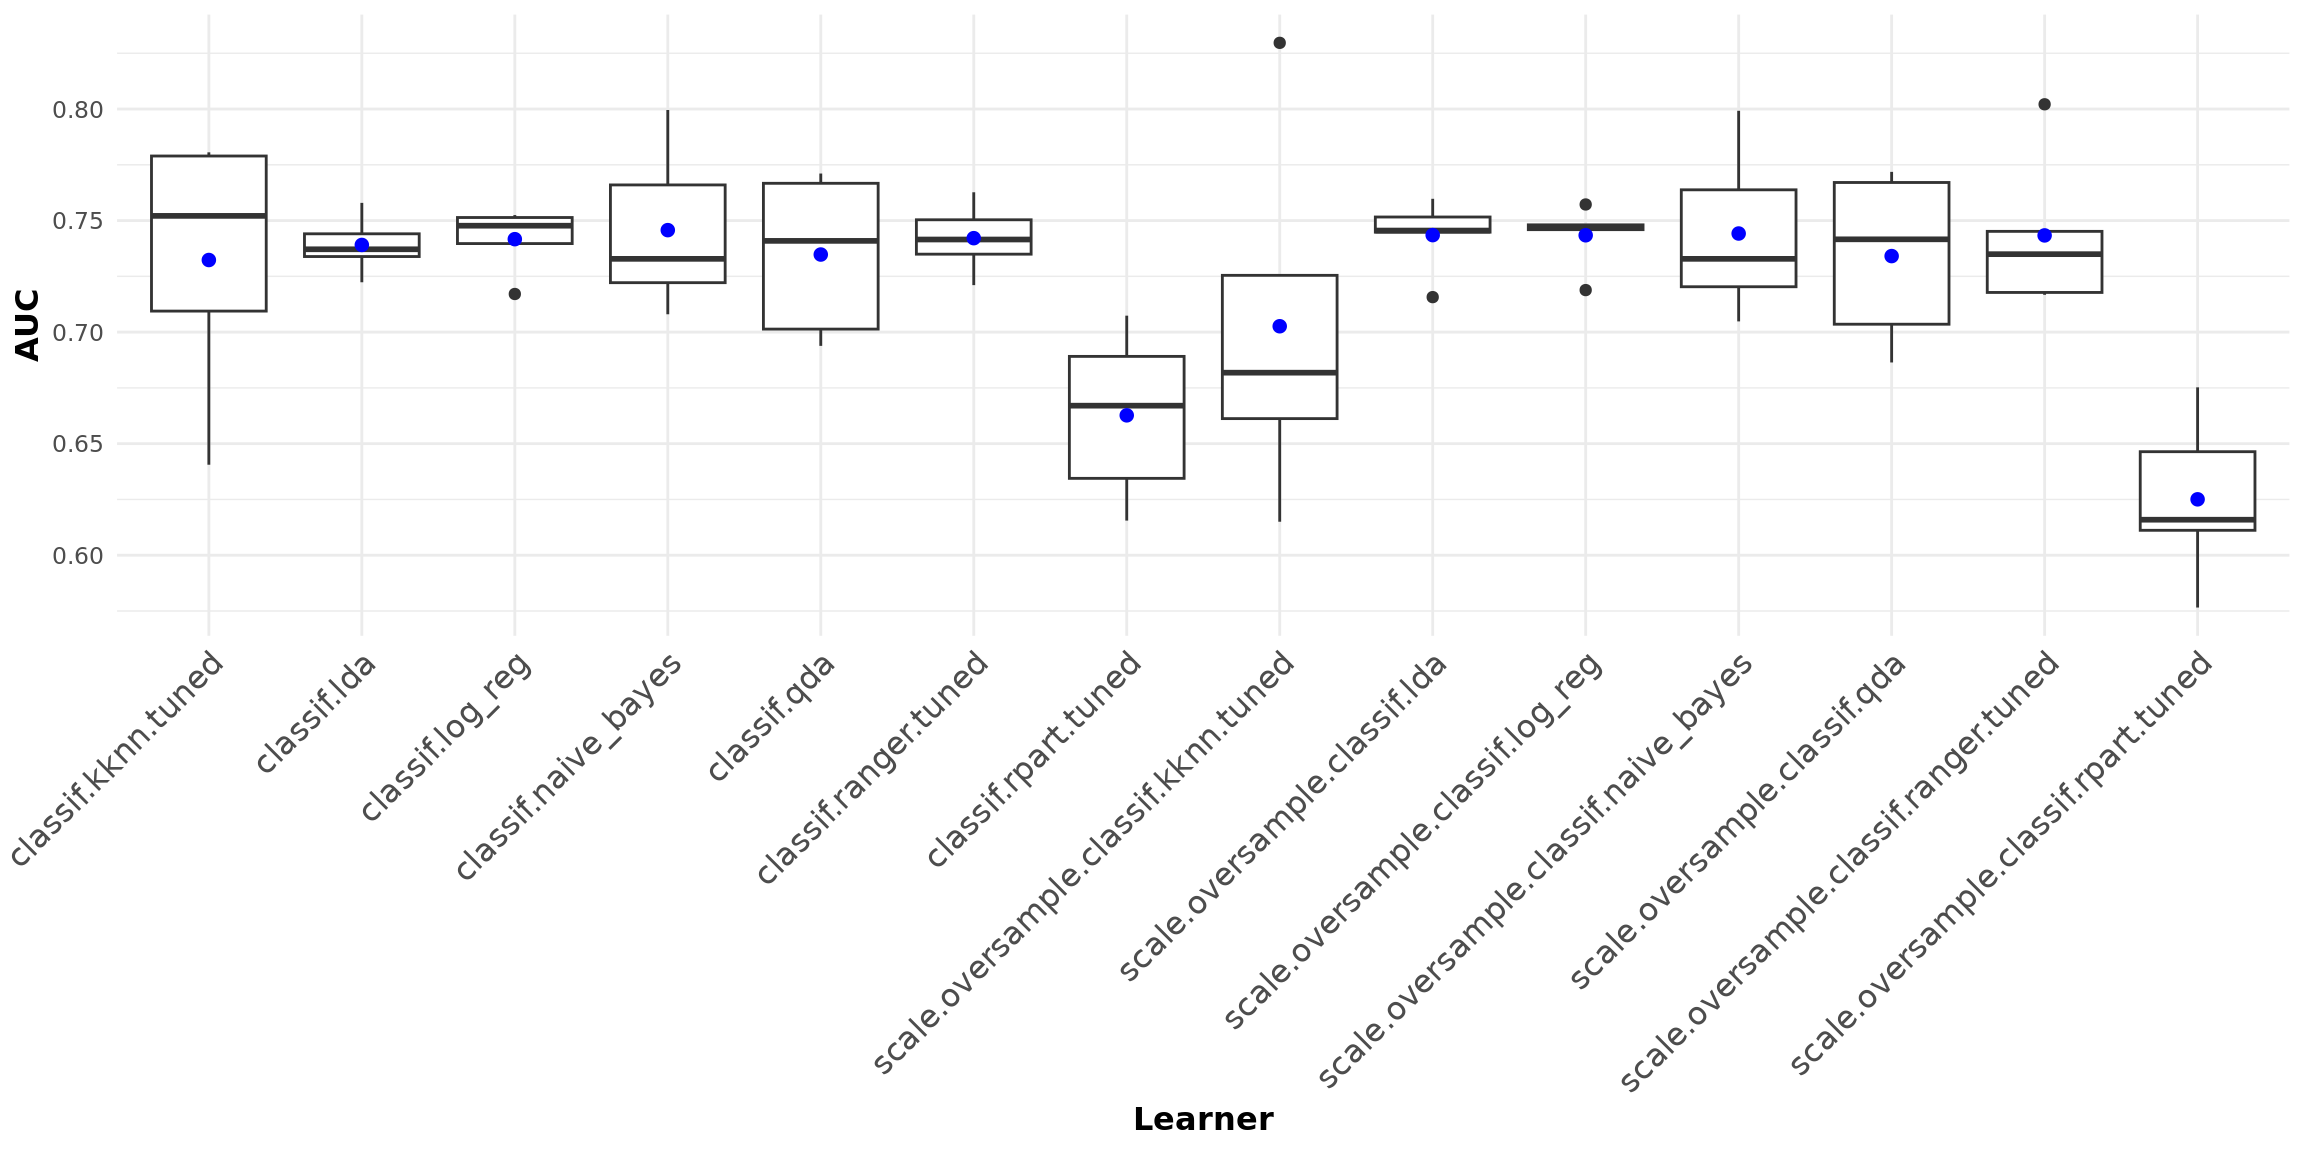 AUC
0.80
0.75
0.70
0.65
0.60
classif.kknn.tuned
classif.lda
classif.log_reg
classif.naive_bayes
classif.qda
classif.ranger.tuned
classif.rpart.tuned
scale.oversample.classif.kknn.tuned
scale.oversample.classif.lda
scale.oversample.classif.log_reg
scale.oversample.classif.naive_bayes
scale.oversample.classif.qda
scale.oversample.classif.ranger.tuned
scale.oversample.classif.rpart.tuned
Learner